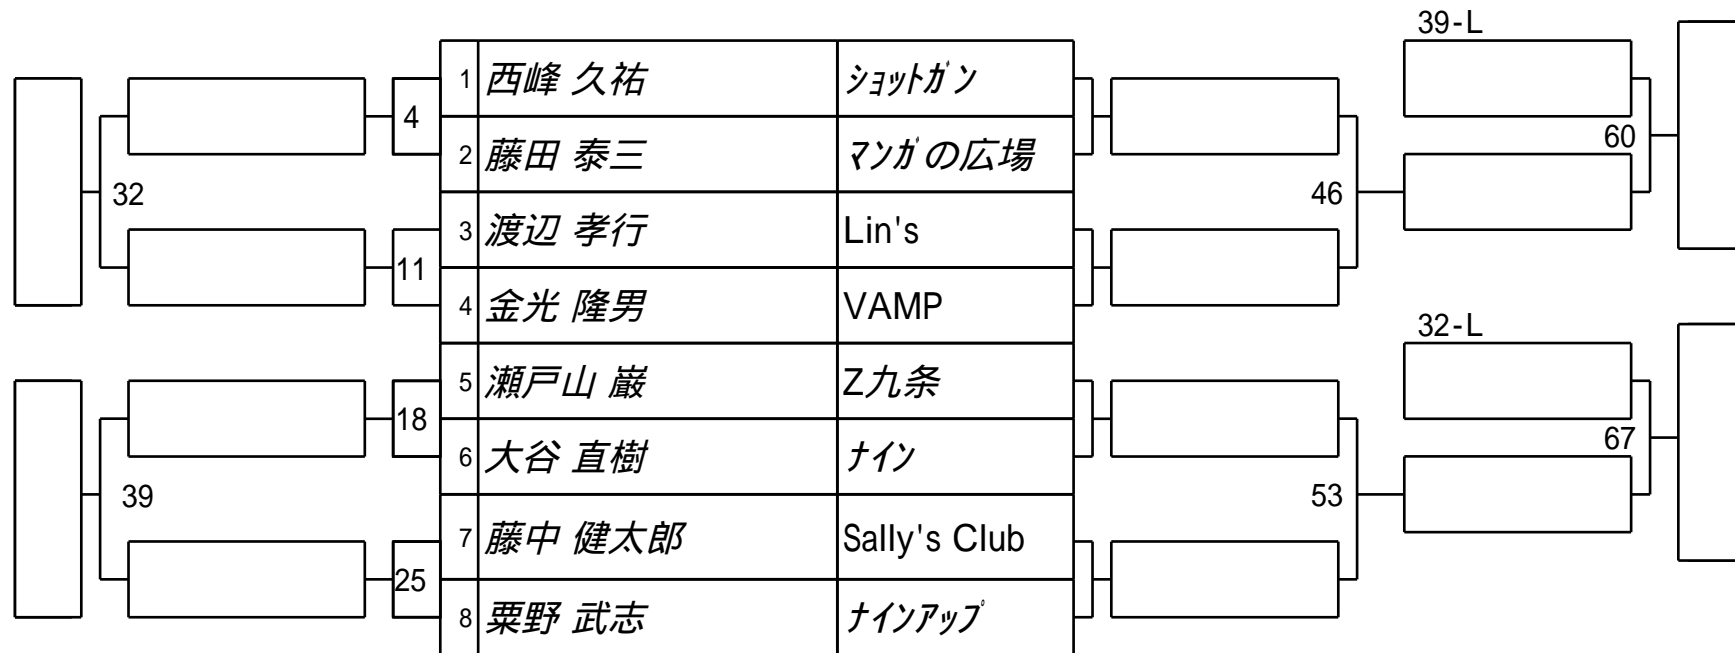 39-L
1 西峰 久祐 ｼｮｯﾄｶﾞﾝ
4
60
2 藤田 泰三 ﾏﾝｶﾞの広場
32
46
3 渡辺 孝行 Lin's
11
4 金光 隆男 VAMP
32-L
5 瀬戸山 巌 Z九条
18
67
6 大谷 直樹 ﾅｲﾝ
39
53
7 藤中 健太郎 Sally's Club
25
8 粟野 武志 ﾅｲﾝｱｯﾌﾟ